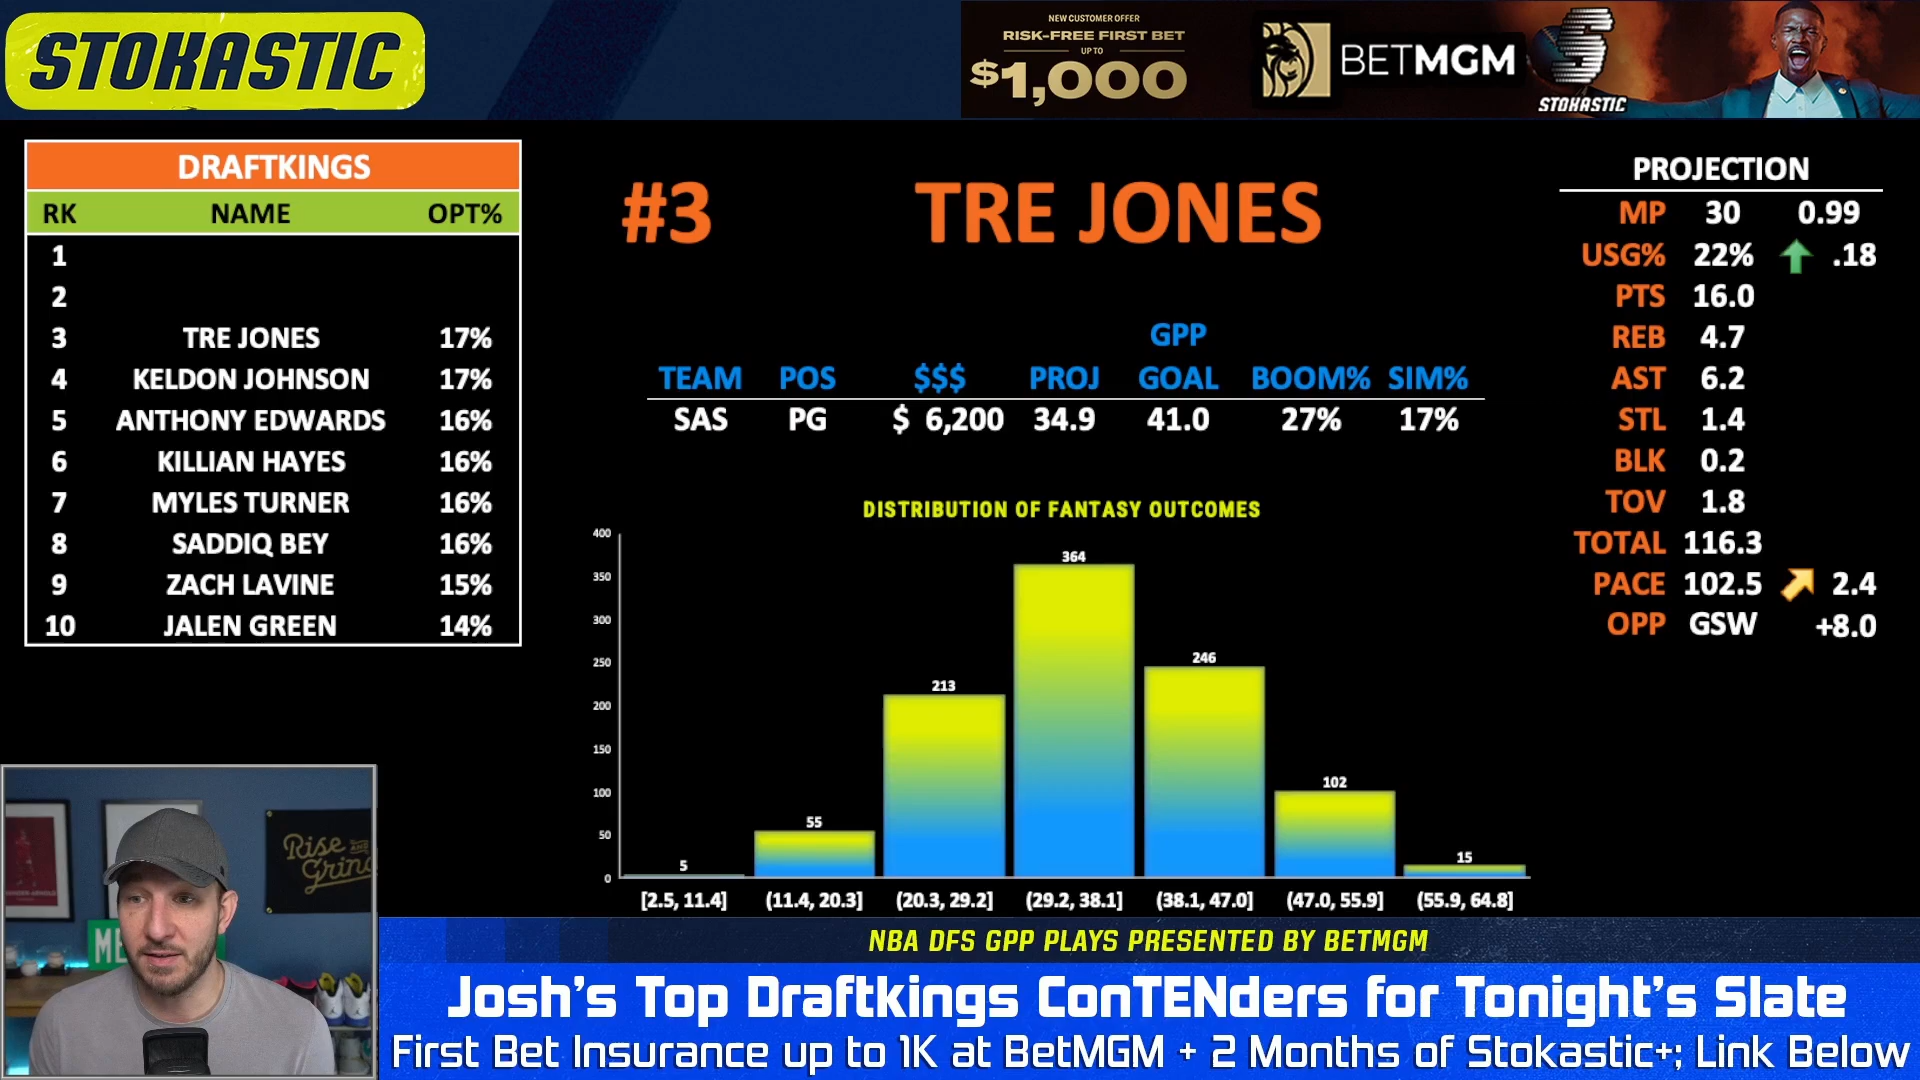 STOKASTIC
NEW CUSTOMER OFFER
RISK-FREE FIRST BET
UP TO
$1,000
BETMGM
STOKASTIC
DRAFTKINGS
RK NAME OPT%
1
2
3 TRE JONES 17%
4 KELDON JOHNSON 17%
5 ANTHONY EDWARDS 16%
6 KILLIAN HAYES 16%
7 MYLES TURNER 16%
8 SADDIQ BEY 16%
9 ZACH LAVINE 15%
10 JALEN GREEN 14%
#3 TRE JONES
GPP
TEAM POS $$$ PROJ GOAL BOOM% SIM%
SAS PG $ 6,200 34.9 41.0 27% 17%
DISTRIBUTION OF FANTASY OUTCOMES
400
350
300
250
200
150
100
50
0
5
55
213
364
246
102
15
[2.5, 11.4] (11.4, 20.3] (20.3, 29.2] (29.2, 38.1] (38.1, 47.0] (47.0, 55.9] (55.9, 64.8]
PROJECTION
MP 30 0.99
USG% 22% .18
PTS 16.0
REB 4.7
AST 6.2
STL 1.4
BLK 0.2
TOV 1.8
TOTAL 116.3
PACE 102.5 2.4
OPP GSW +8.0
Rise AND
Grind
ME
NBA DFS GPP PLAYS PRESENTED BY BETMGM
Josh's Top Draftkings ConTENders for Tonight's Slate
First Bet Insurance up to 1K at BetMGM + 2 Months of Stokastic+; Link Below